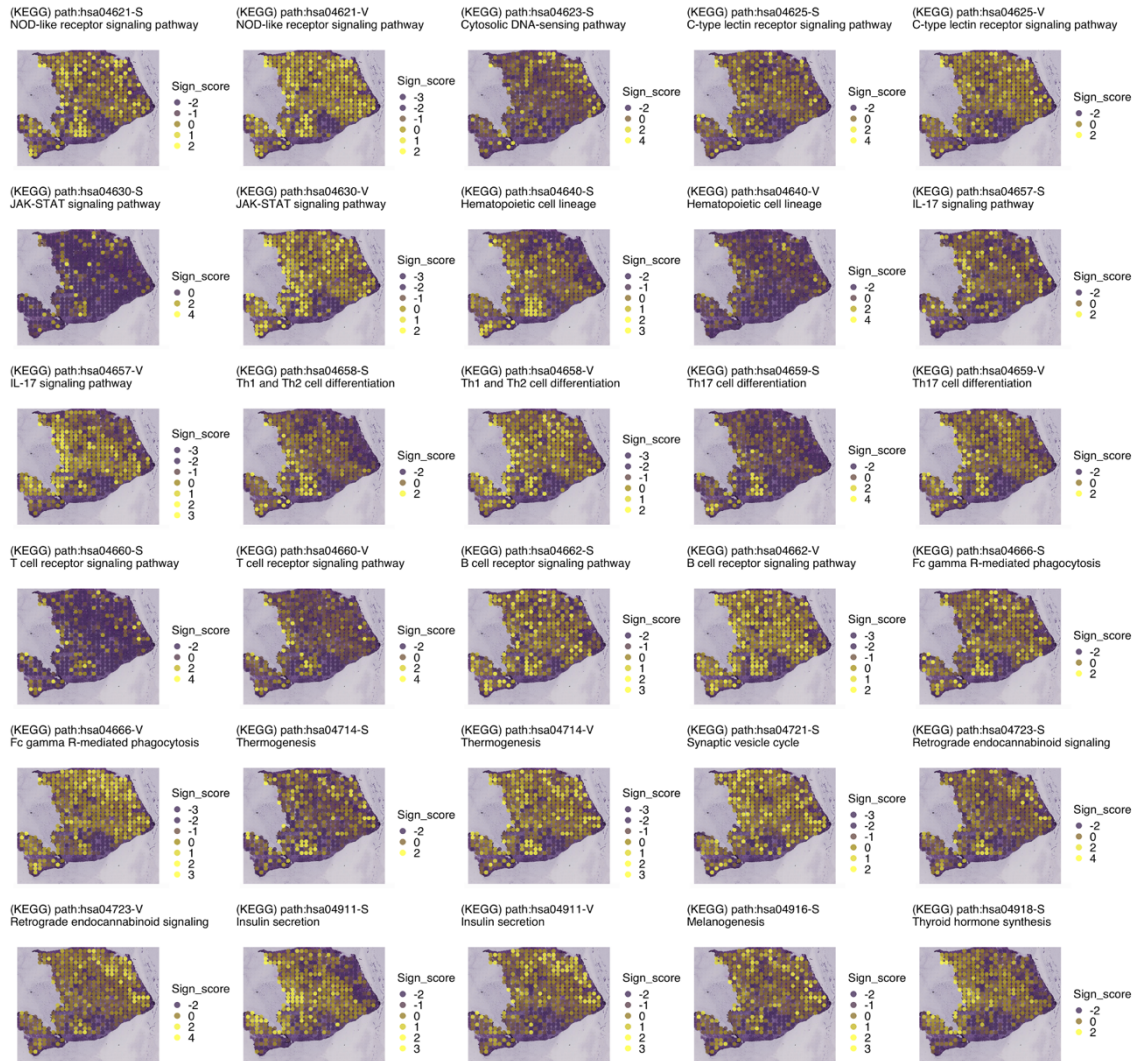 (KEGG) path:hsa04621-S
NOD-like receptor signaling pathway
Sign_score
-2
-1
0
1
2
(KEGG) path:hsa04621-V
NOD-like receptor signaling pathway
Sign_score
-3
-2
-1
0
1
2
(KEGG) path:hsa04623-S
Cytosolic DNA-sensing pathway
Sign_score
-2
0
2
4
(KEGG) path:hsa04625-S
C-type lectin receptor signaling pathway
Sign_score
-2
0
2
4
(KEGG) path:hsa04625-V
C-type lectin receptor signaling pathway
Sign_score
-2
0
2
(KEGG) path:hsa04630-S
JAK-STAT signaling pathway
Sign_score
0
2
4
(KEGG) path:hsa04630-V
JAK-STAT signaling pathway
Sign_score
-3
-2
-1
0
1
2
(KEGG) path:hsa04640-S
Hematopoietic cell lineage
Sign_score
-2
-1
0
1
2
3
(KEGG) path:hsa04640-V
Hematopoietic cell lineage
Sign_score
-2
0
2
4
(KEGG) path:hsa04657-S
IL-17 signaling pathway
Sign_score
-2
0
2
(KEGG) path:hsa04657-V
IL-17 signaling pathway
Sign_score
-3
-2
-1
0
1
2
3
(KEGG) path:hsa04658-S
Th1 and Th2 cell differentiation
Sign_score
-2
0
2
(KEGG) path:hsa04658-V
Th1 and Th2 cell differentiation
Sign_score
-3
-2
-1
0
1
2
(KEGG) path:hsa04659-S
Th17 cell differentiation
Sign_score
-2
0
2
4
(KEGG) path:hsa04659-V
Th17 cell differentiation
Sign_score
-2
0
2
(KEGG) path:hsa04660-S
T cell receptor signaling pathway
Sign_score
-2
0
2
4
(KEGG) path:hsa04660-V
T cell receptor signaling pathway
Sign_score
-2
0
2
4
(KEGG) path:hsa04662-S
B cell receptor signaling pathway
Sign_score
-2
-1
0
1
2
3
(KEGG) path:hsa04662-V
B cell receptor signaling pathway
Sign_score
-3
-2
-1
0
1
2
(KEGG) path:hsa04666-S
Fc gamma R-mediated phagocytosis
Sign_score
-2
0
2
(KEGG) path:hsa04666-V
Fc gamma R-mediated phagocytosis
Sign_score
-3
-2
-1
0
1
2
3
(KEGG) path:hsa04714-S
Thermogenesis
Sign_score
-2
0
2
(KEGG) path:hsa04714-V
Thermogenesis
Sign_score
-3
-2
-1
0
1
2
3
(KEGG) path:hsa04721-S
Synaptic vesicle cycle
Sign_score
-3
-2
-1
0
1
2
(KEGG) path:hsa04723-S
Retrograde endocannabinoid signaling
Sign_score
-2
0
2
4
(KEGG) path:hsa04723-V
Retrograde endocannabinoid signaling
Sign_score
-2
0
2
4
(KEGG) path:hsa04911-S
Insulin secretion
Sign_score
-2
-1
0
1
2
3
(KEGG) path:hsa04911-V
Insulin secretion
Sign_score
-2
-1
0
1
2
3
(KEGG) path:hsa04916-S
Melanogenesis
Sign_score
-2
-1
0
1
2
3
(KEGG) path:hsa04918-S
Thyroid hormone synthesis
Sign_score
-2
0
2